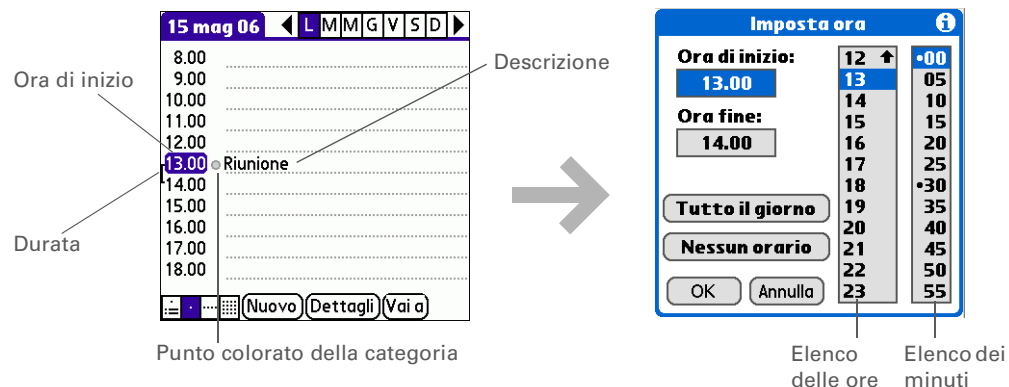 15 mag 06 L M M G V S D
8.00
9.00
10.00
11.00
12.00
13.00 Riunione
14.00
15.00
16.00
17.00
18.00
Nuovo Dettagli Vai a
Ora di inizio
Durata
Descrizione
Punto colorato della categoria
Imposta ora i
Ora di inizio:
13.00
Ora fine:
14.00
Tutto il giorno
Nessun orario
OK Annulla
12
13
14
15
16
17
18
19
20
21
22
23
•00
05
10
15
20
25
•30
35
40
45
50
55
Elenco
delle ore
Elenco dei
minuti